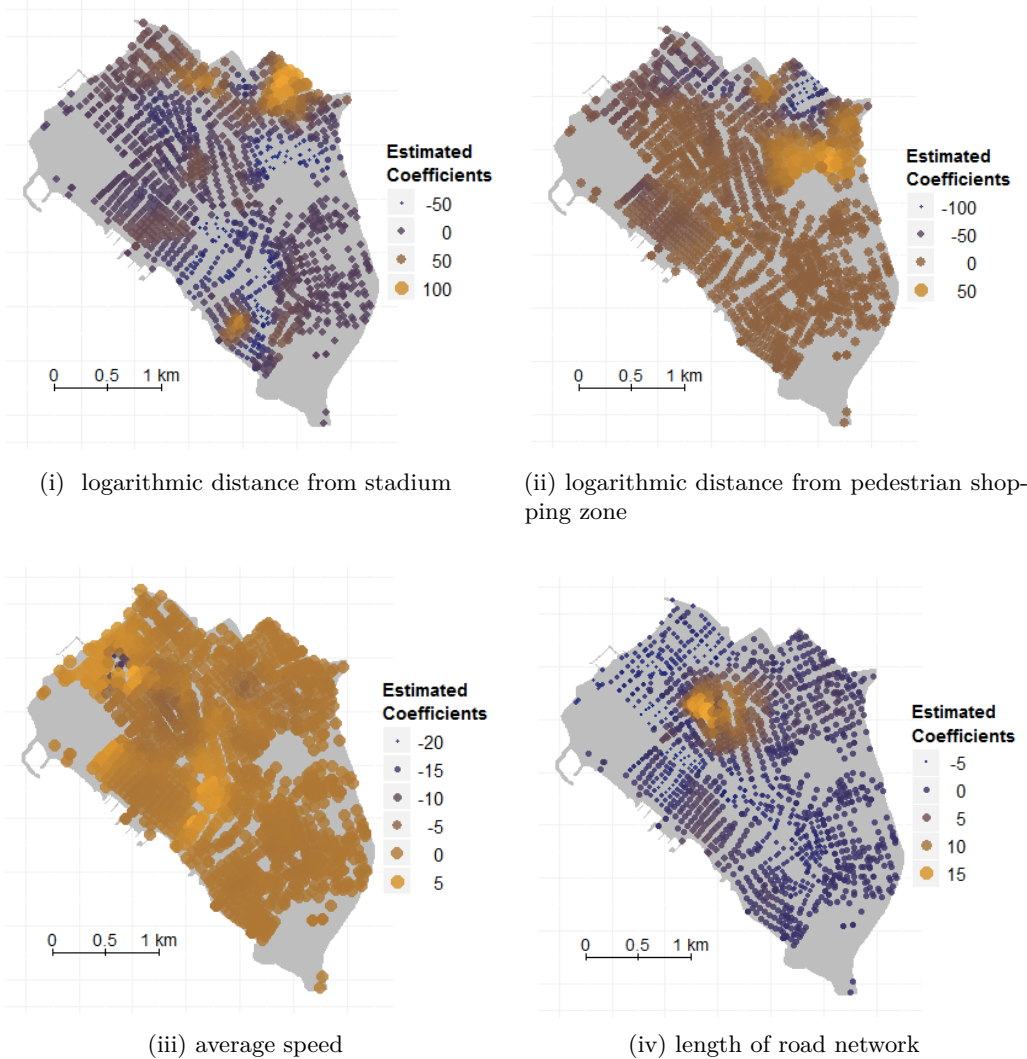 Estimated
Coefficients
-50
0
50
100
0 0.5 1 km
(i) logarithmic distance from stadium
Estimated
Coefficients
-100
-50
0
50
0 0.5 1 km
(ii) logarithmic distance from pedestrian shop-
ping zone
Estimated
Coefficients
-20
-15
-10
-5
0
5
0 0.5 1 km
(iii) average speed
Estimated
Coefficients
-5
0
5
10
15
0 0.5 1 km
(iv) length of road network